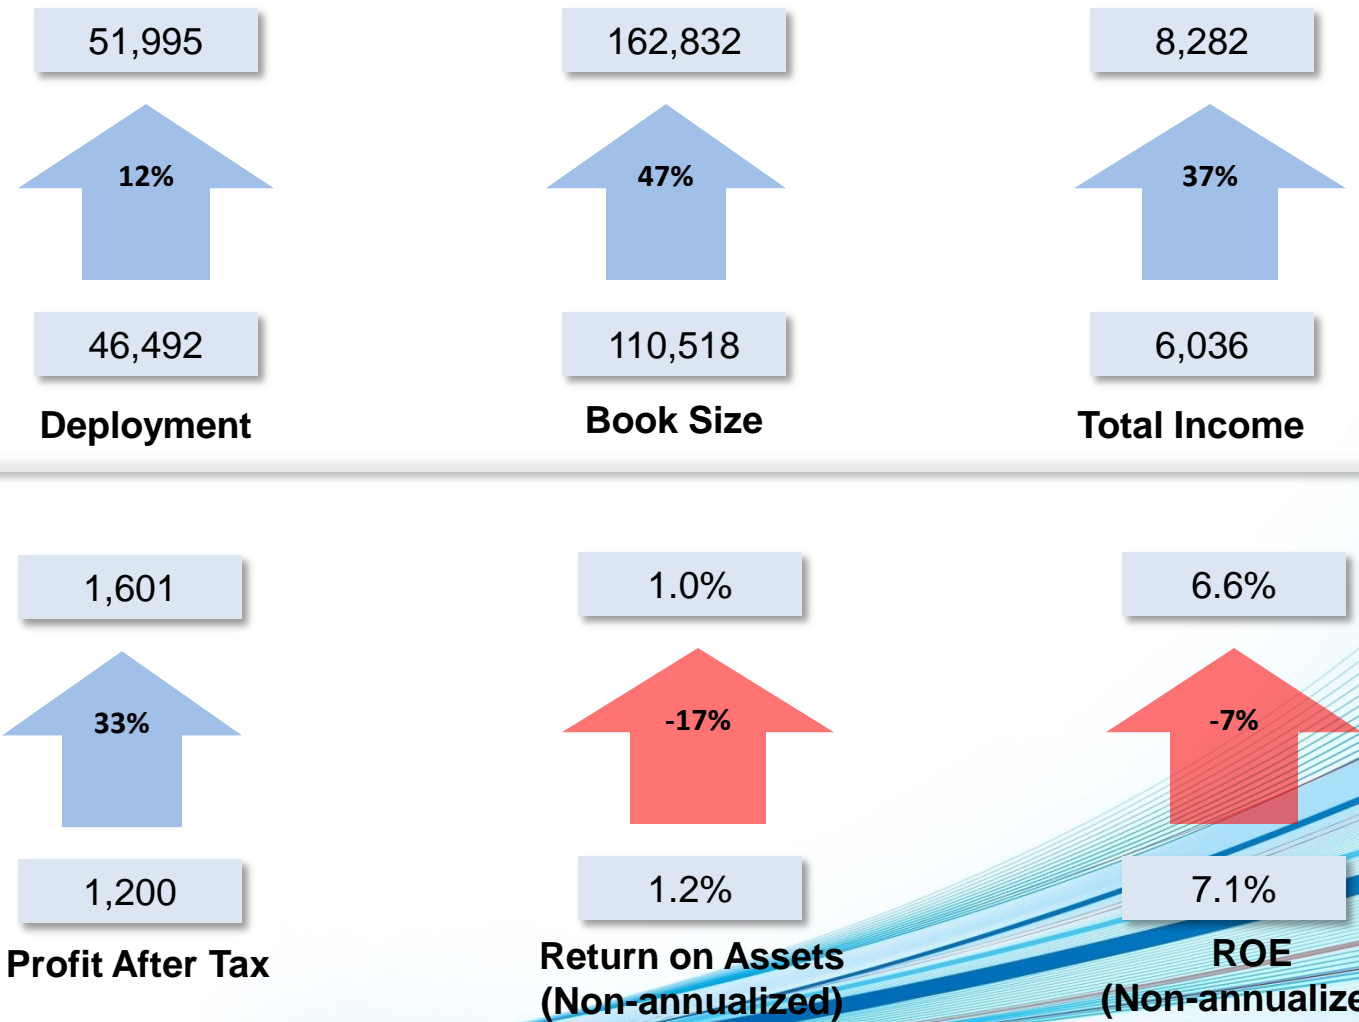 51,995
162,832
8,282
12%
47%
37%
46,492
110,518
6,036
Deployment
Book Size
Total Income
1,601
1.0%
6.6%
33%
-17%
-7%
1,200
1.2%
7.1%
Profit After Tax
Return on Assets
(Non-annualized)
ROE
(Non-annualize